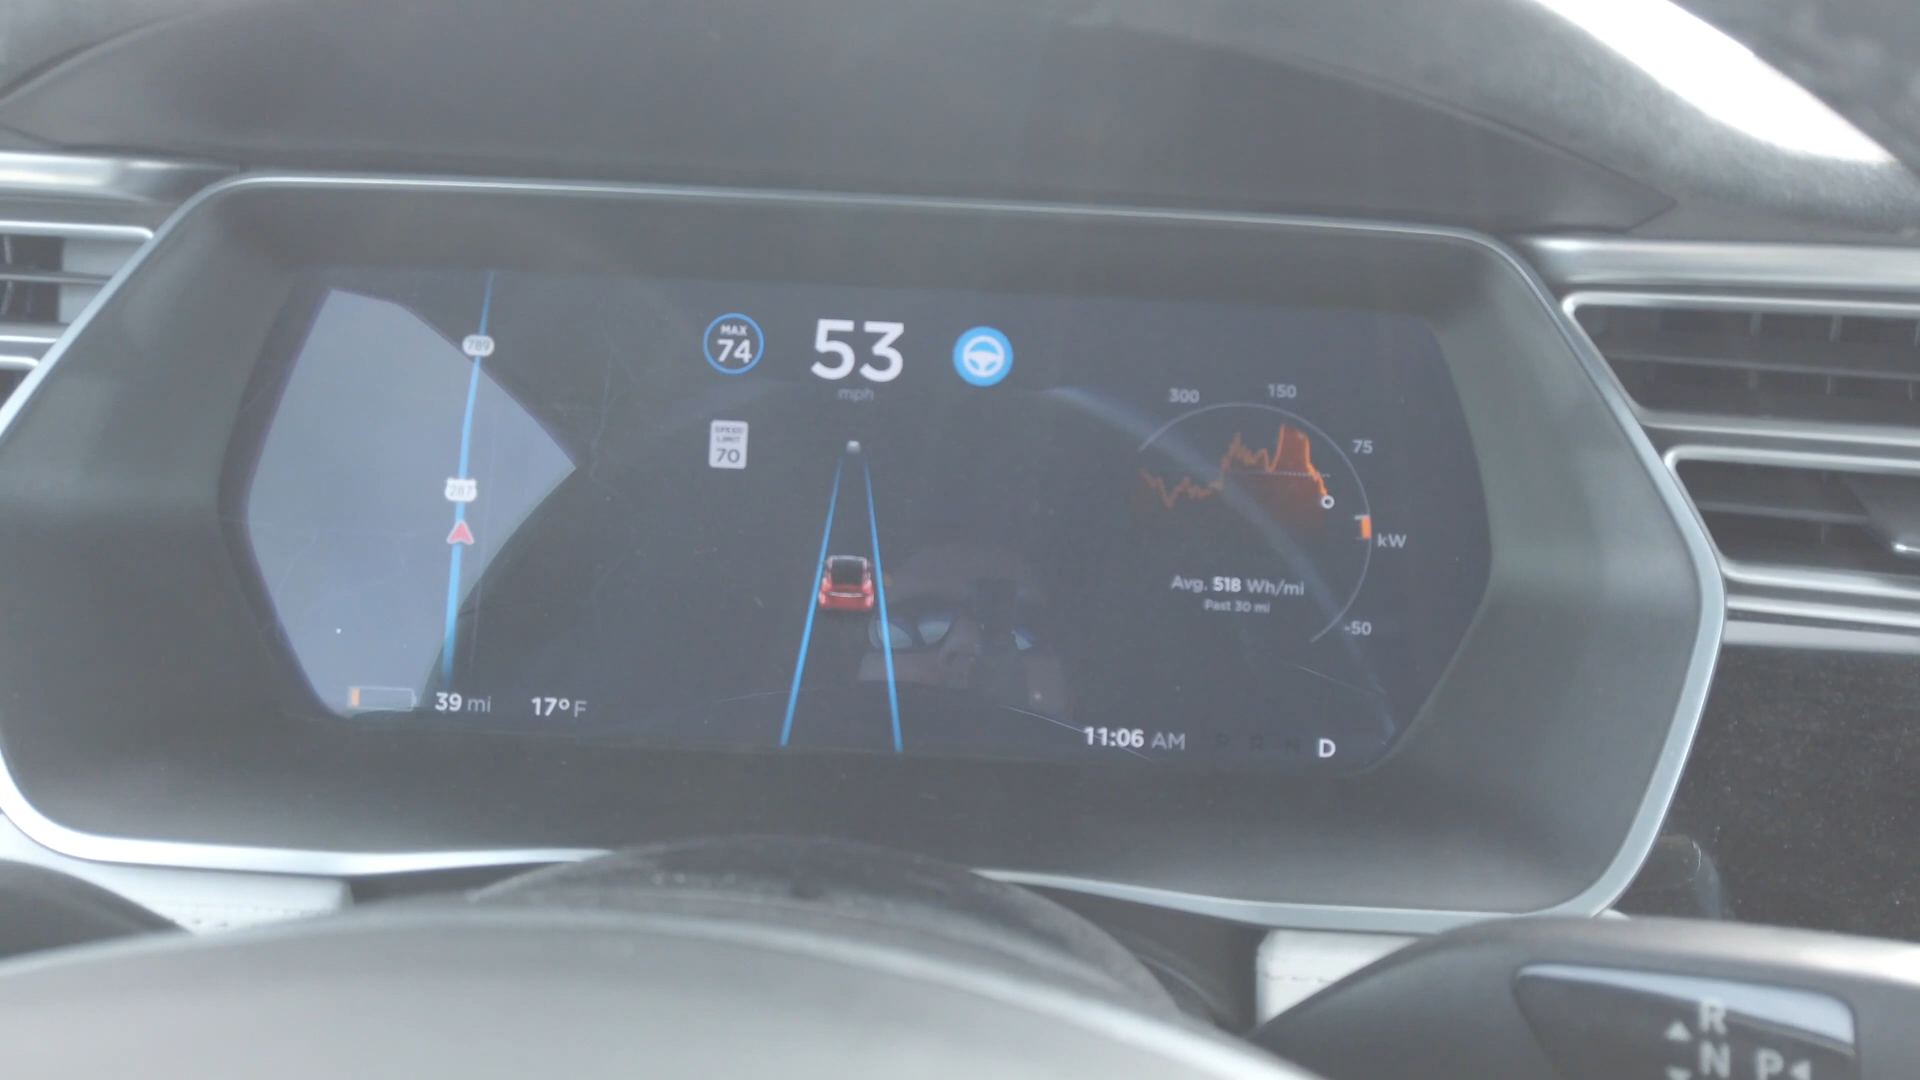 789
287
39 mi
17° F
MAX
74
53
mph
SPEED
LIMIT
70
300
150
75
kW
-50
Avg. 518 Wh/mi
Past 30 mi
11:06 AM
P R N D
R
N P